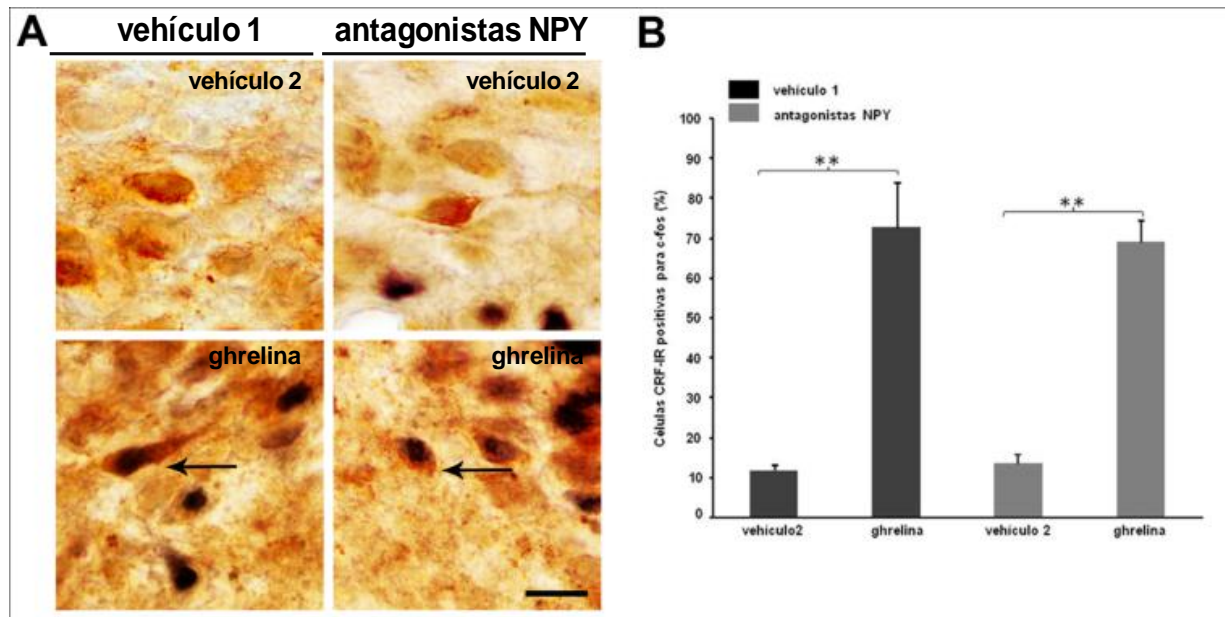 A
vehículo 1
antagonistas NPY
vehículo 2
vehículo 2
ghrelina
ghrelina
B
vehículo 1
antagonistas NPY
Células CRF-IR positivas para c-fos (%)
100
90
80
70
60
50
40
30
20
10
0
**
**
vehículo2
ghrelina
vehículo 2
ghrelina